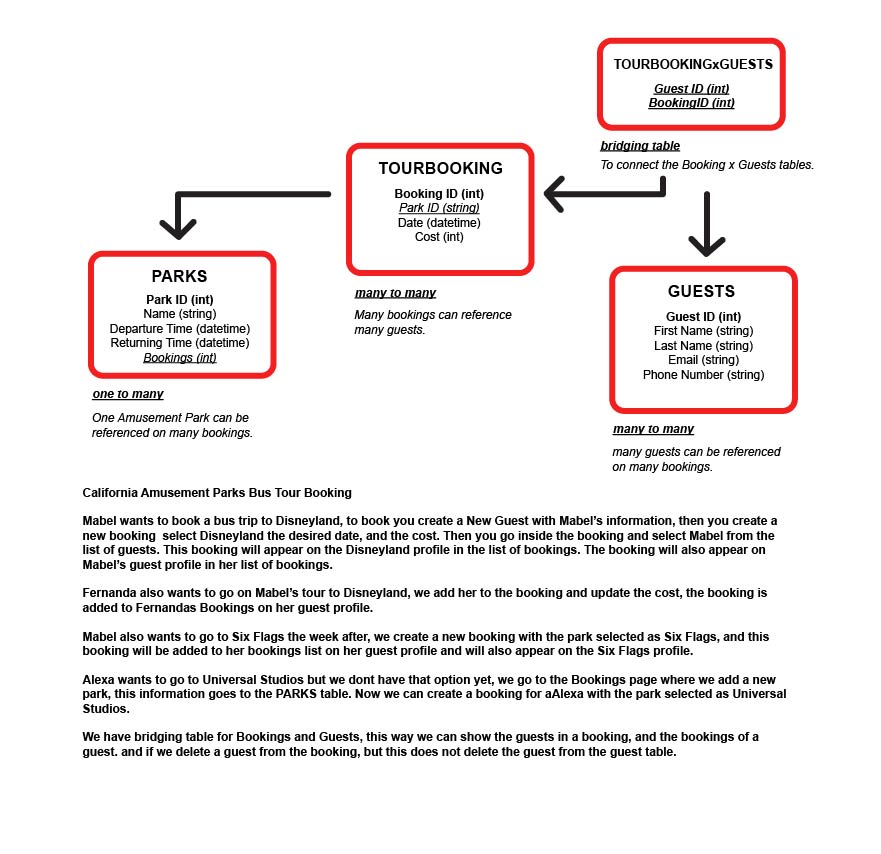 TOURBOOKINGxGUESTS
Guest ID (int)
BookingID (int)
bridging table
To connect the Booking x Guests tables.
TOURBOOKING
Booking ID (int)
Park ID (string)
Date (datetime)
Cost (int)
many to many
Many bookings can reference
many guests.
PARKS
Park ID (int)
Name (string)
Departure Time (datetime)
Returning Time (datetime)
Bookings (int)
one to many
One Amusement Park can be
referenced on many bookings.
GUESTS
Guest ID (int)
First Name (string)
Last Name (string)
Email (string)
Phone Number (string)
many to many
many guests can be referenced
on many bookings.
California Amusement Parks Bus Tour Booking
Mabel wants to book a bus trip to Disneyland, to book you create a New Guest with Mabel's information, then you create a
new booking  select Disneyland the desired date, and the cost. Then you go inside the booking and select Mabel from the
list of guests. This booking will appear on the Disneyland profile in the list of bookings. The booking will also appear on
Mabel's guest profile in her list of bookings.
Fernanda also wants to go on Mabel's tour to Disneyland, we add her to the booking and update the cost, the booking is
added to Fernandas Bookings on her guest profile.
Mabel also wants to go to Six Flags the week after, we create a new booking with the park selected as Six Flags, and this
booking will be added to her bookings list on her guest profile and will also appear on the Six Flags profile.
Alexa wants to go to Universal Studios but we dont have that option yet, we go to the Bookings page where we add a new
park, this information goes to the PARKS table. Now we can create a booking for aAlexa with the park selected as Universal
Studios.
We have bridging table for Bookings and Guests, this way we can show the guests in a booking, and the bookings of a
guest. and if we delete a guest from the booking, but this does not delete the guest from the guest table.